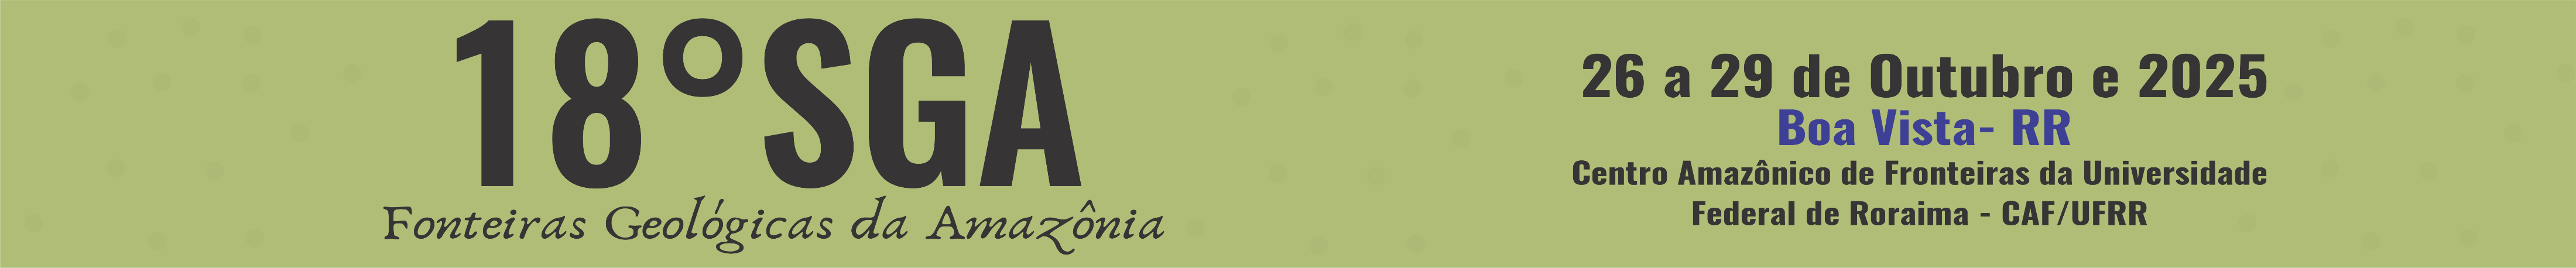 18°SGA
Fonteiras Geológicas da Amazônia
26 a 29 de Outubro e 2025
Boa Vista- RR
Centro Amazônico de Fronteiras da Universidade
Federal de Roraima - CAF/UFRR